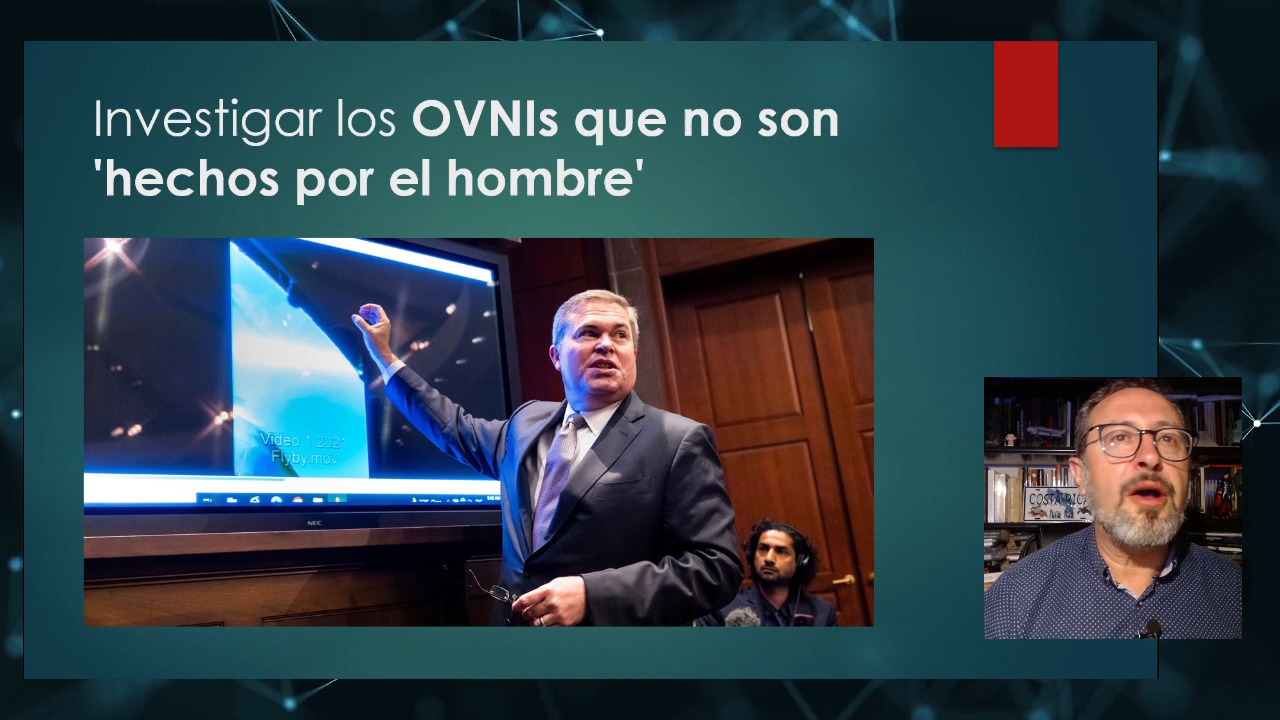 Investigar los OVNIs que no son
'hechos por el hombre'
Video 1 2021
Flyby.mov
NEC
COSTA RICA